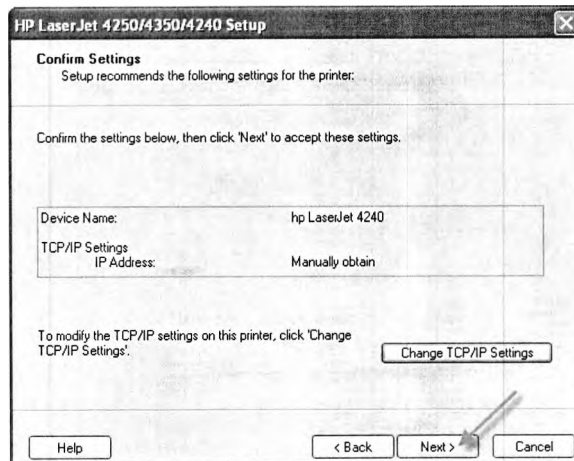 HP LaserJet 4250/4350/4240 Setup
Confirm Settings
Setup recommends the following settings for the printer:
Confirm the settings below, then click 'Next' to accept these settings.
Device Name: hp LaserJet 4240
TCP/IP Settings
IP Address: Manually obtain
To modify the TCP/IP settings on this printer, click 'Change
TCP/IP Settings'.
Change TCP/IP Settings
Help < Back Next > Cancel